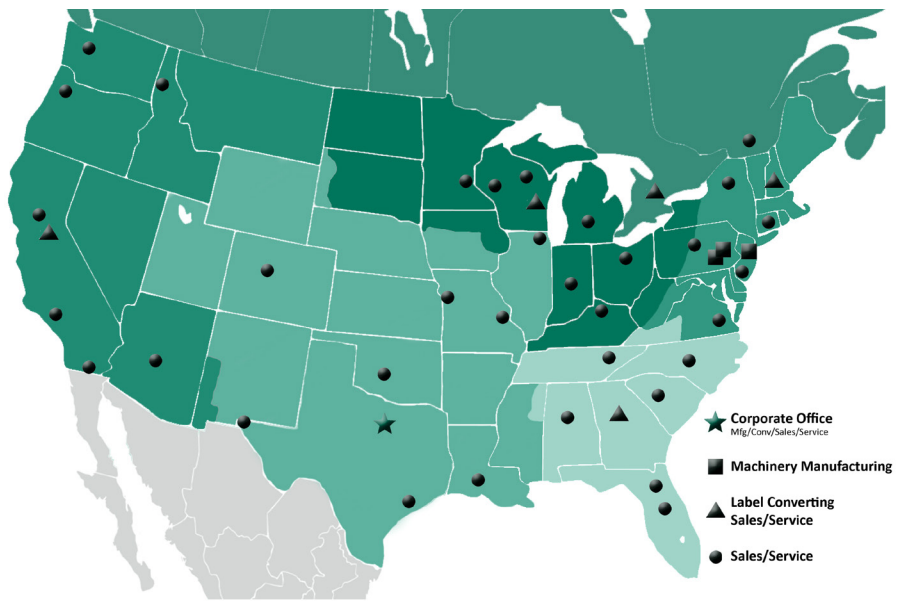 Corporate Office
Mfg/Conv/Sales/Service
Machinery Manufacturing
Label Converting
Sales/Service
Sales/Service